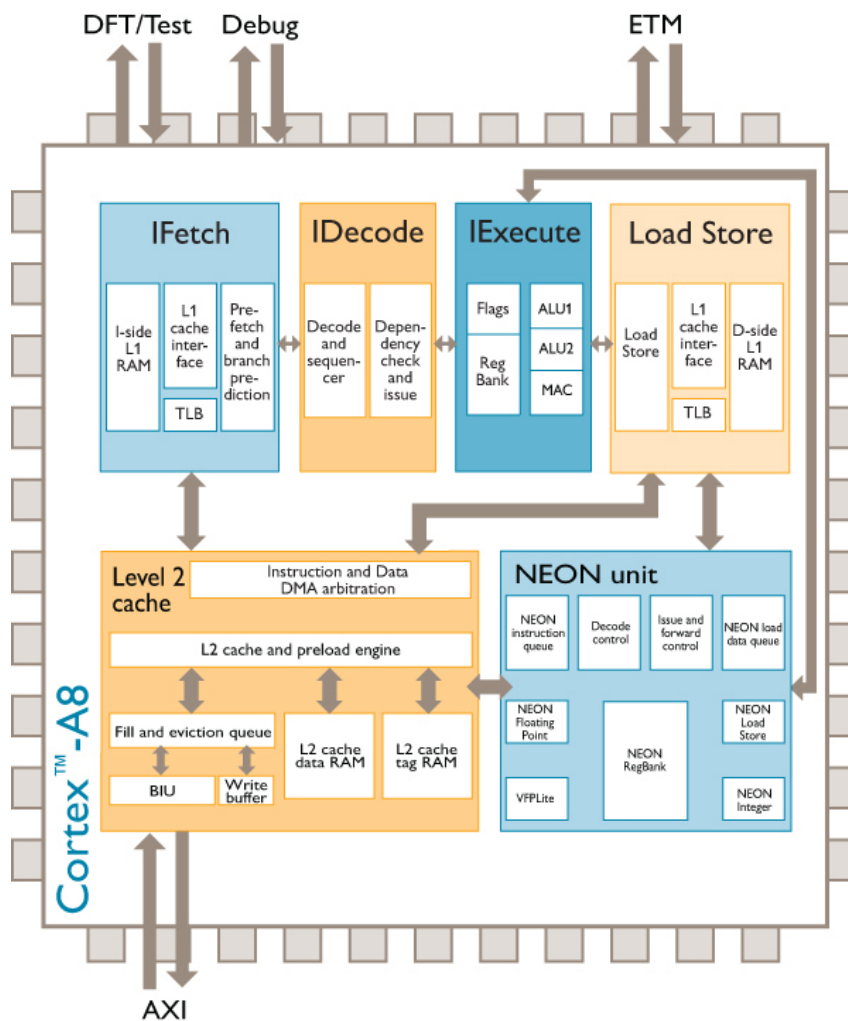 DFT/Test
Debug
ETM
IFetch
I-side
L1
RAM
L1
cache
inter-
face
TLB
Pre-
fetch and
branch
pre-
diction
IDecode
Decode
and
sequen-
cer
Depen-
dency
check
and
issue
IExecute
Flags
Reg
Bank
ALU1
ALU2
MAC
Load Store
Load
Store
L1
cache
inter-
face
TLB
D-side
L1
RAM
Level 2
cache
Instruction and Data
DMA arbitration
L2 cache and preload engine
Fill and eviction queue
BIU
Write
buffer
L2 cache
data RAM
L2 cache
tag RAM
NEON unit
NEON
instruction
queue
Decode
control
Issue and
forward
control
NEON load
data queue
NEON
Floating
Point
NEON
RegBank
NEON
Load
Store
VFPLite
NEON
Integer
Cortex™-A8
AXI